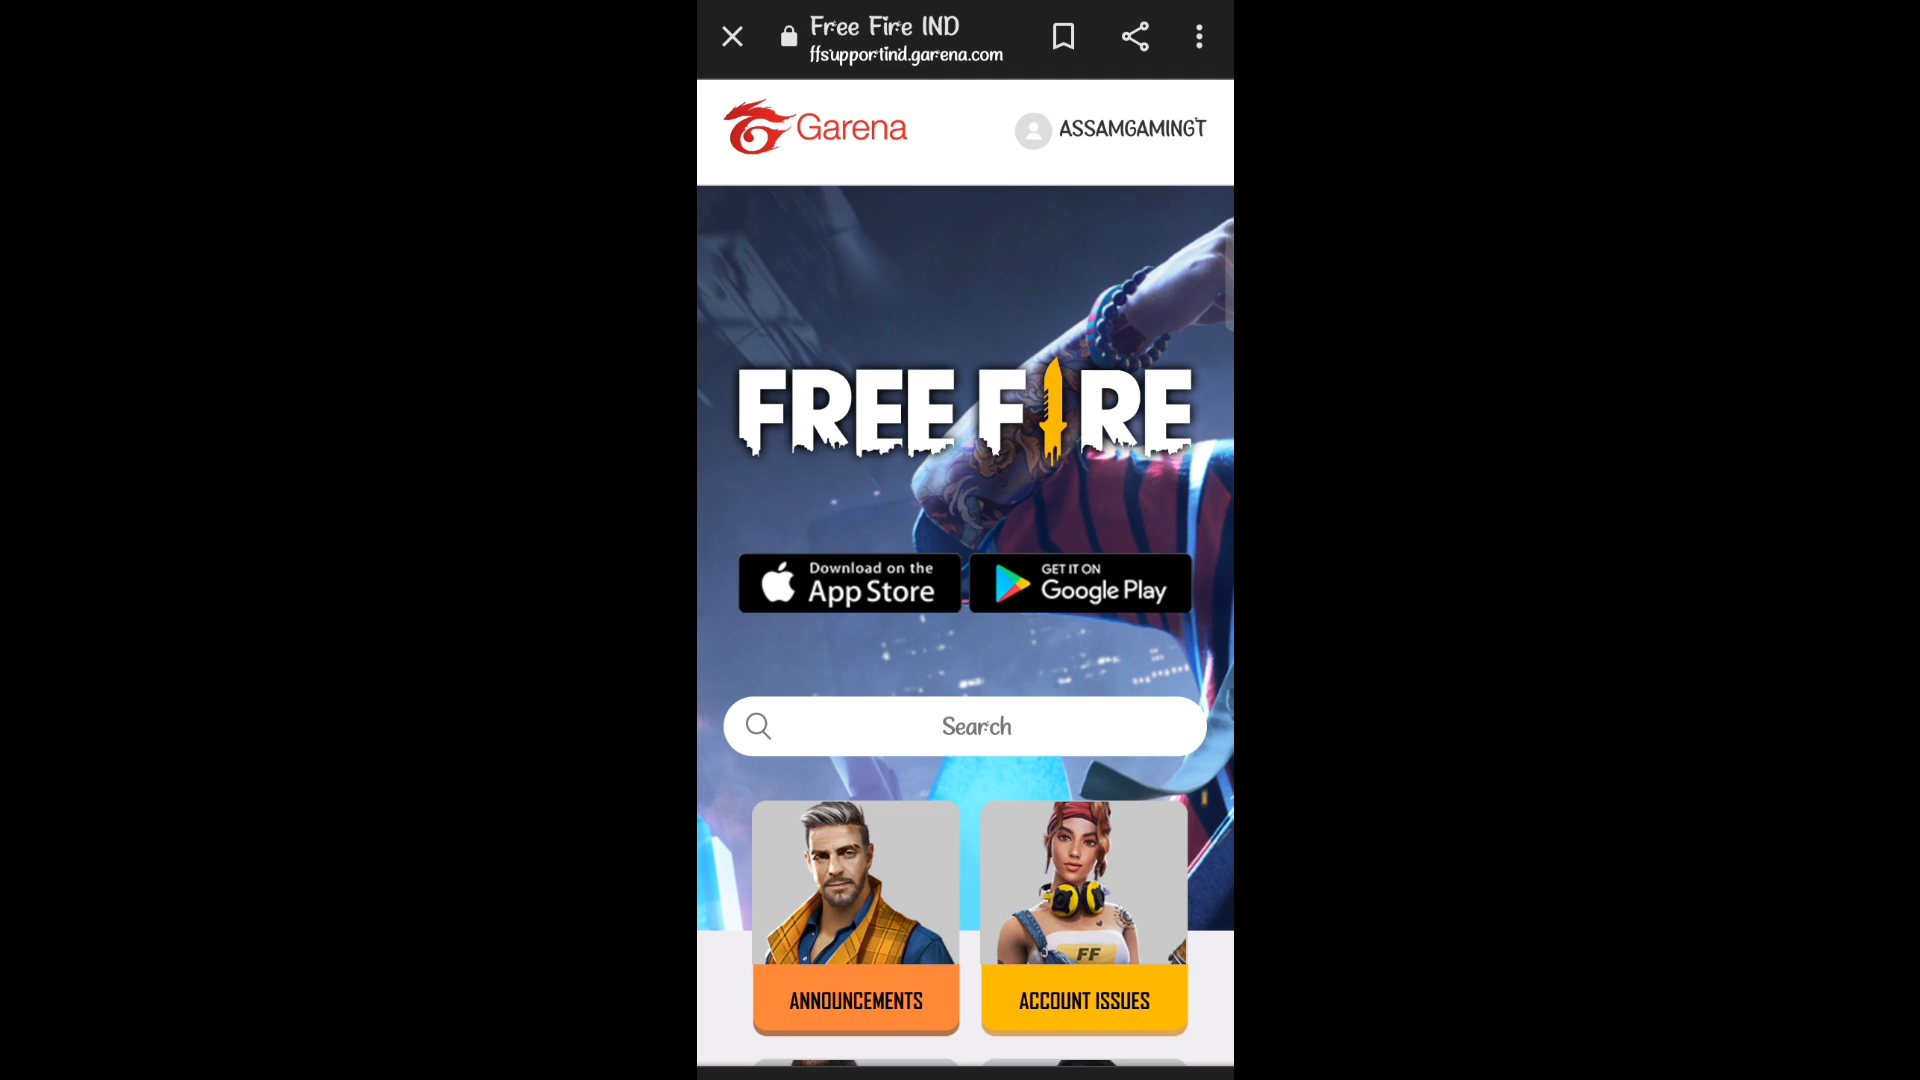 Free Fire IND
ffsupportind.garena.com
Garena
ASSAMGAMINGT
FREE FIRE
Download on the
App Store
GET IT ON
Google Play
Search
FF
ANNOUNCEMENTS
ACCOUNT ISSUES